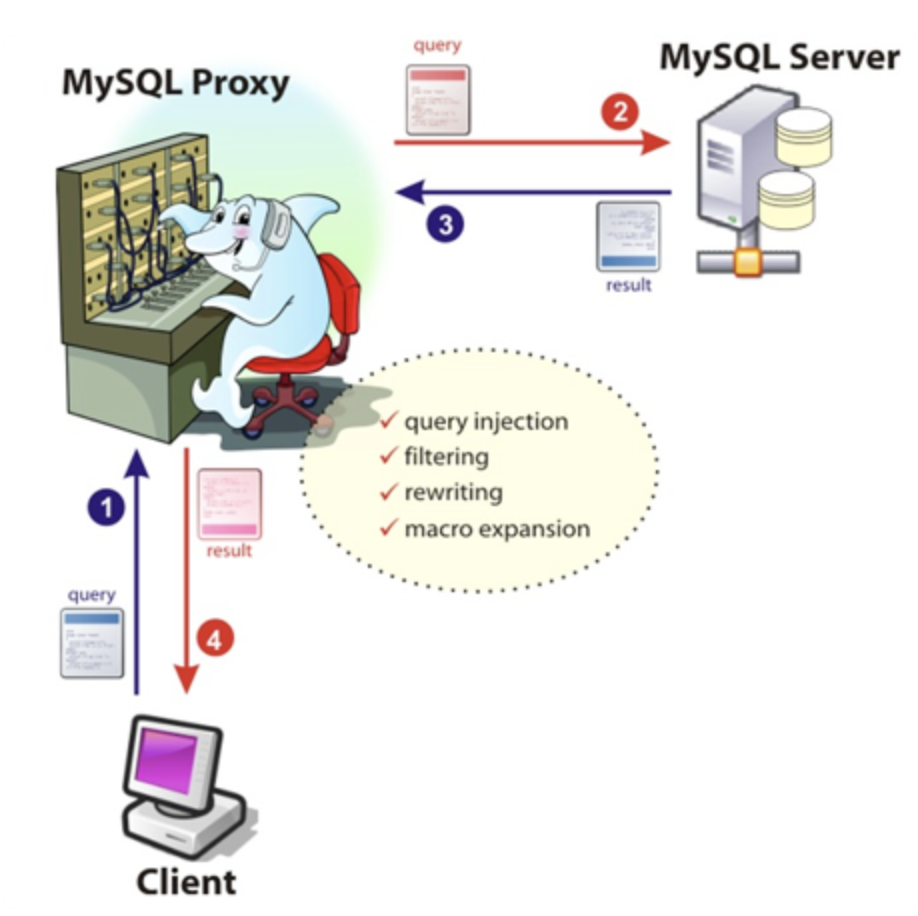 MySQL Proxy
query
2
MySQL Server
3
result
✓ query injection
✓ filtering
✓ rewriting
✓ macro expansion
1
result
query
4
Client